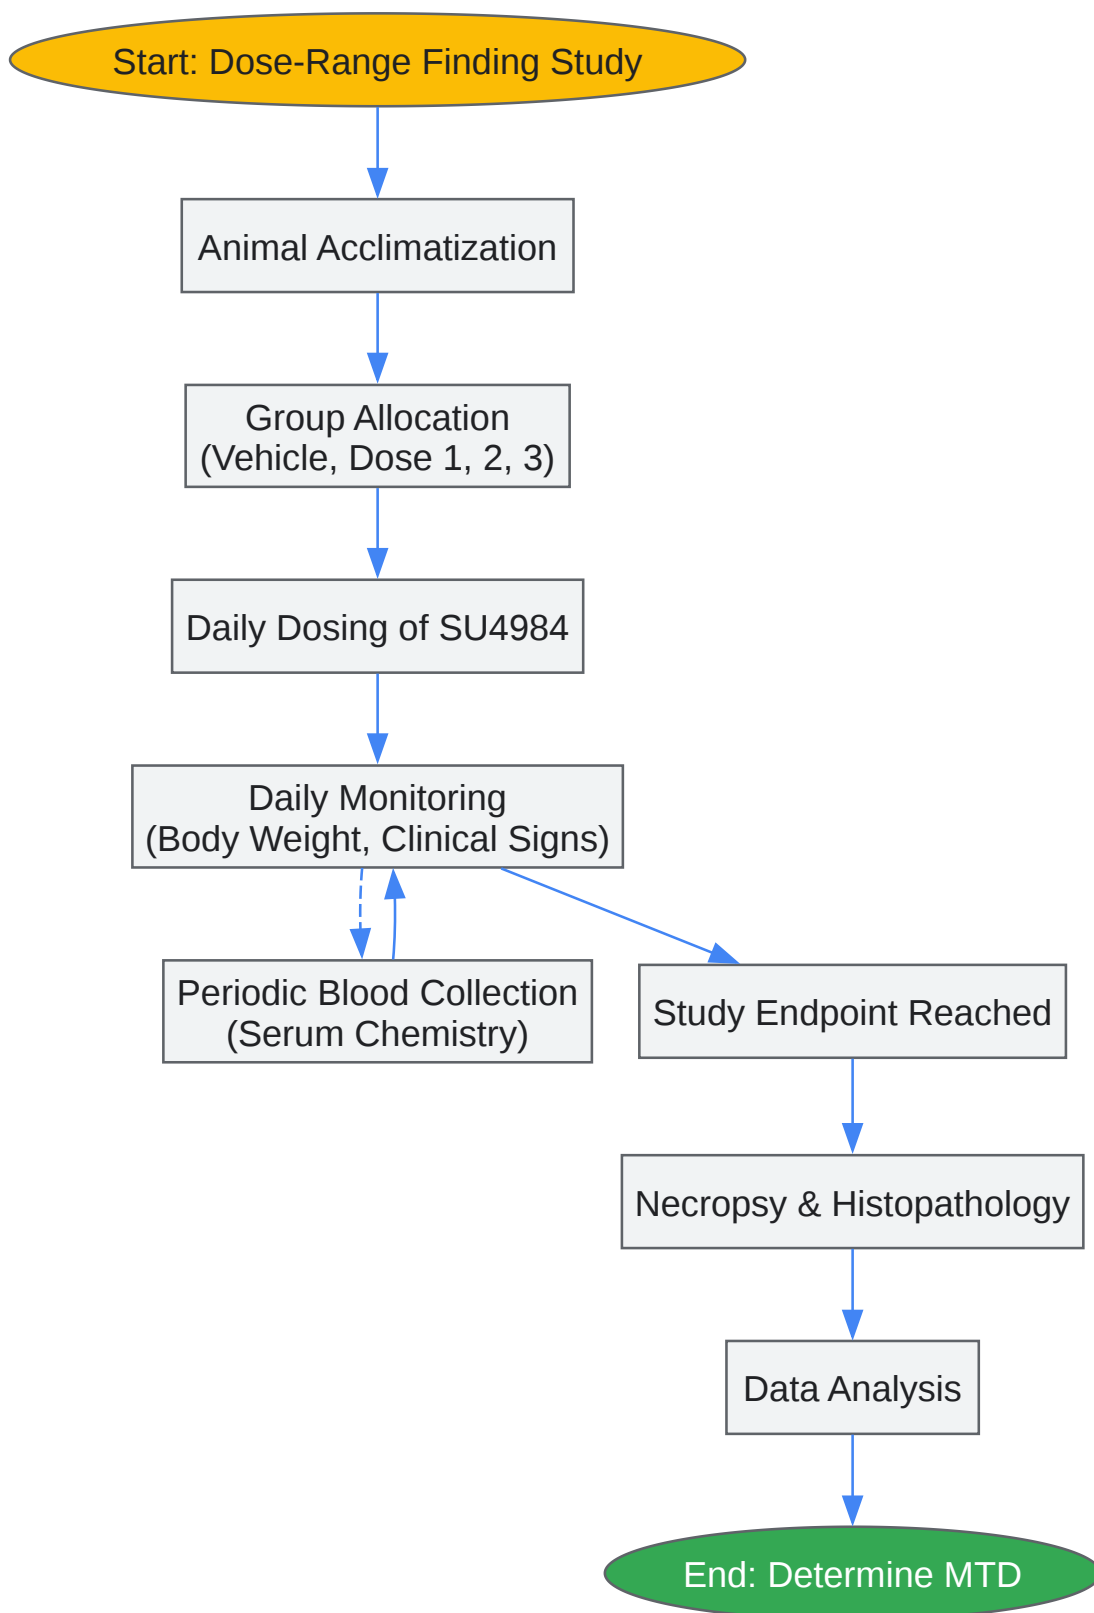 Start: Dose-Range Finding Study
Animal Acclimatization
Group Allocation
(Vehicle, Dose 1, 2, 3)
Daily Dosing of SU4984
Daily Monitoring
(Body Weight, Clinical Signs)
Periodic Blood Collection
(Serum Chemistry)
Study Endpoint Reached
Necropsy & Histopathology
Data Analysis
End: Determine MTD